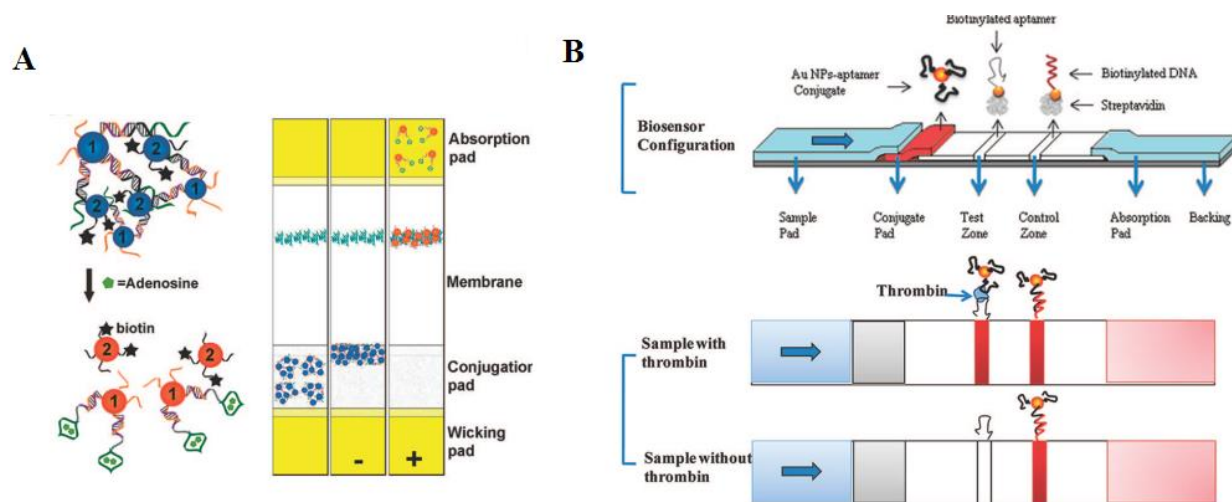 A
1
2
2
2
1
1
=Adenosine
biotin
2
2
1
1
Absorption
pad
Membrane
Conjugation
pad
Wicking
pad
-
+
B
Biotinylated aptamer
Au NPs-aptamer
Conjugate
Biotinylated DNA
Streptavidin
Biosensor
Configuration
Sample
Pad
Conjugate
Pad
Test
Zone
Control
Zone
Absorption
Pad
Backing
Thrombin
Sample with
thrombin
Sample without
thrombin